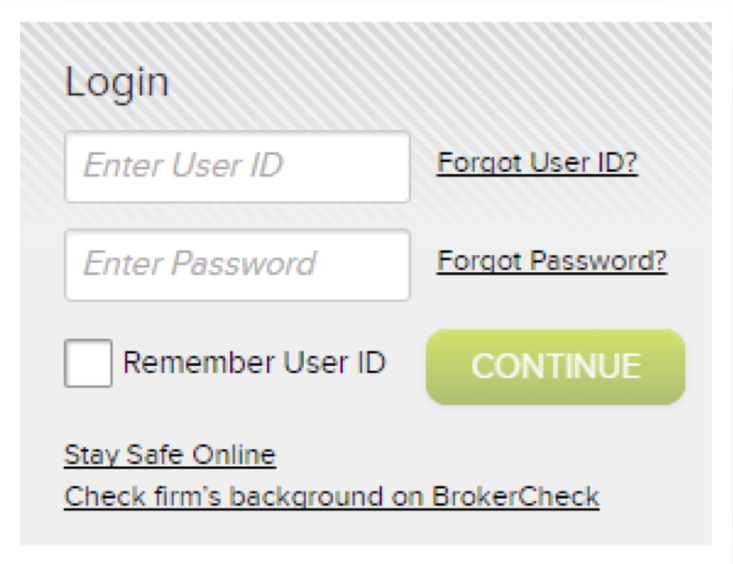 Login
Enter User ID
Forgot User ID?
Enter Password
Forgot Password?
Remember User ID
CONTINUE
Stay Safe Online
Check firm's background on BrokerCheck